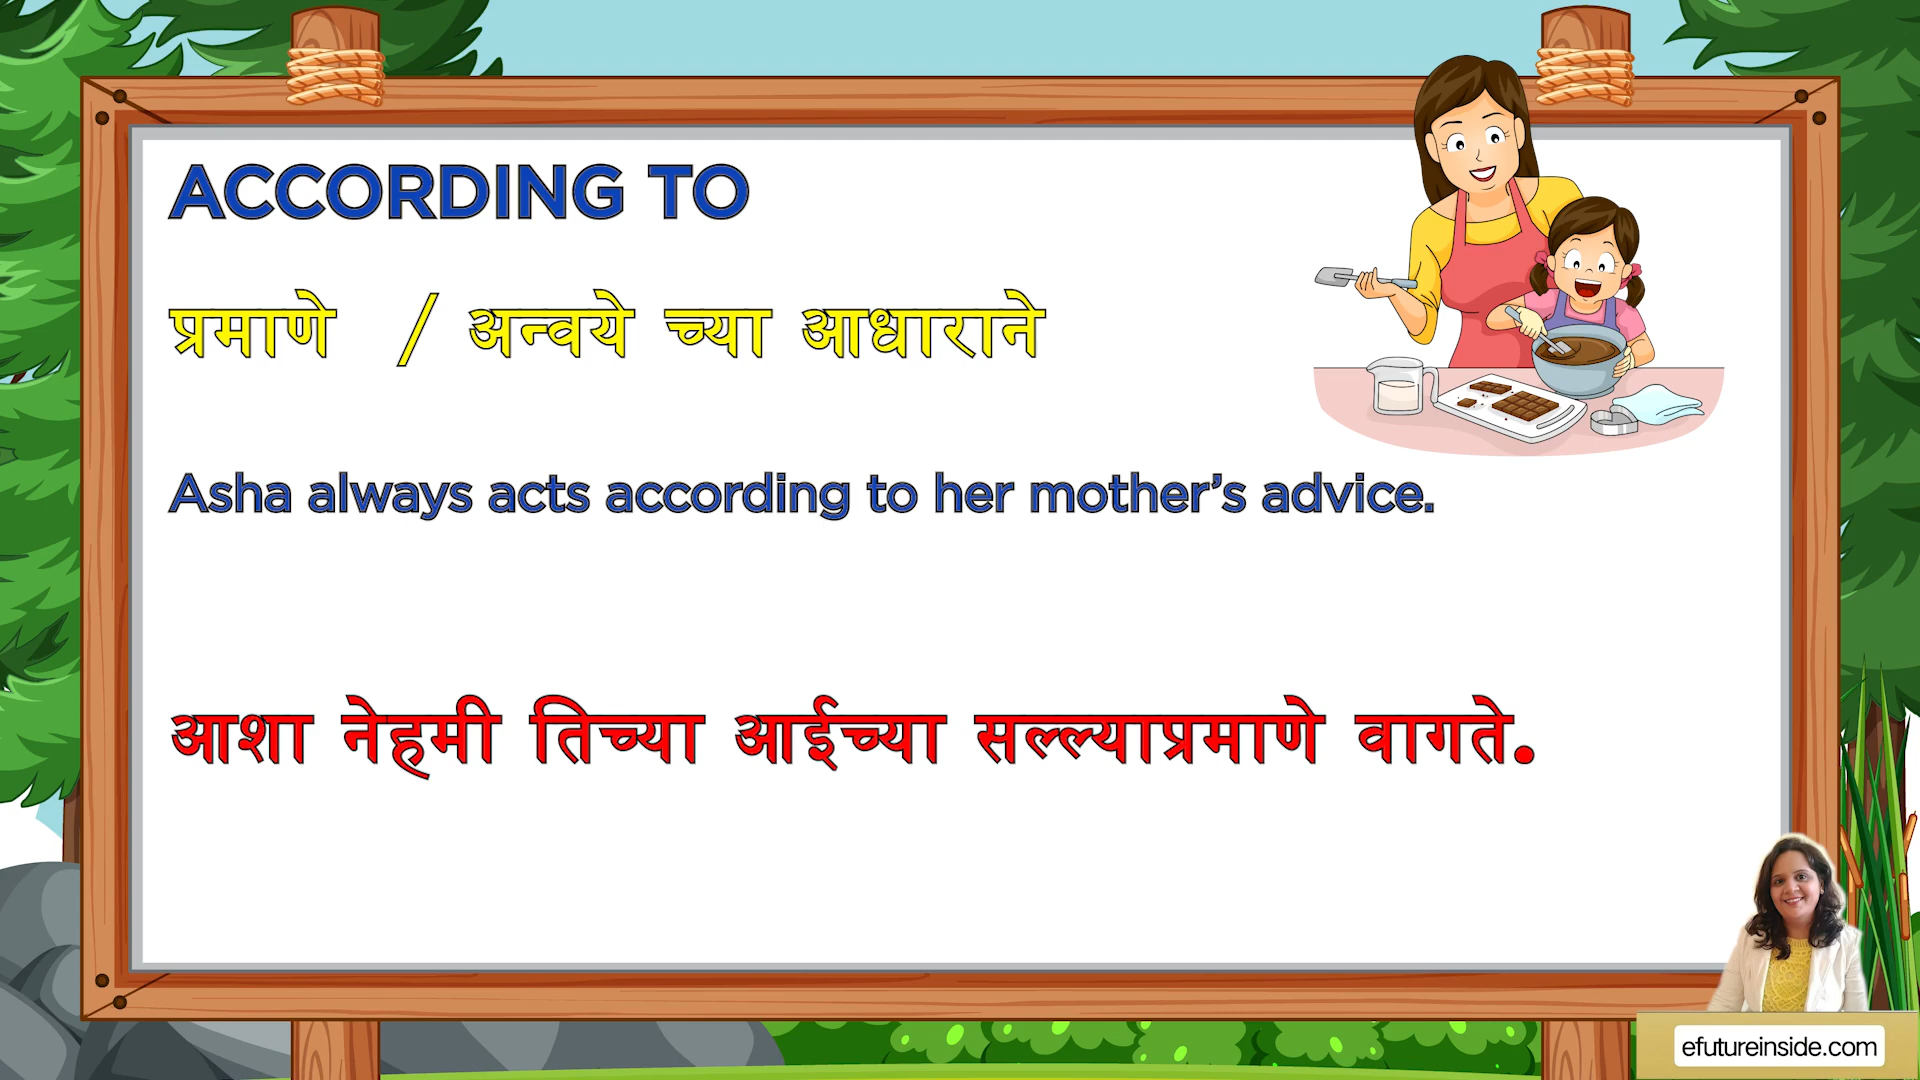 ACCORDING TO
प्रमाणे / अन्वये च्या आधाराने
Asha always acts according to her mother’s advice.
आशा नेहमी तिच्या आईच्या सल्ल्याप्रमाणे वागते.
efutureinside.com